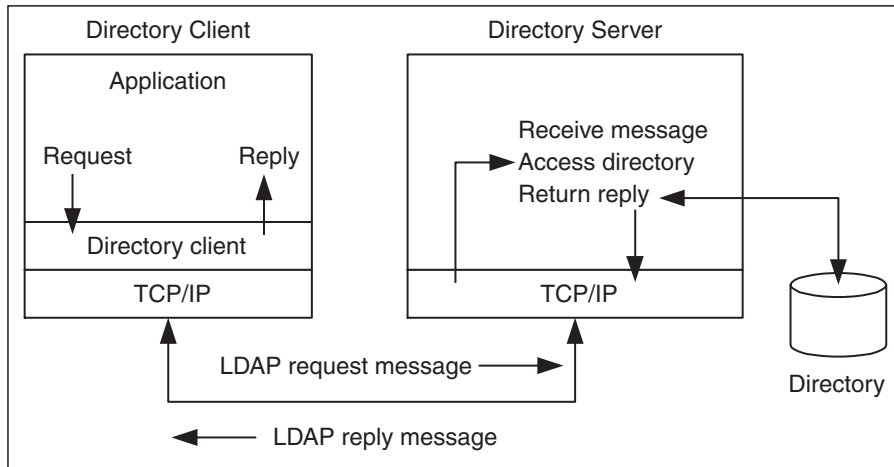 Directory Client
Directory Server
Application
Request
Reply
Directory client
TCP/IP
Receive message
Access directory
Return reply
TCP/IP
Directory
LDAP request message
LDAP reply message